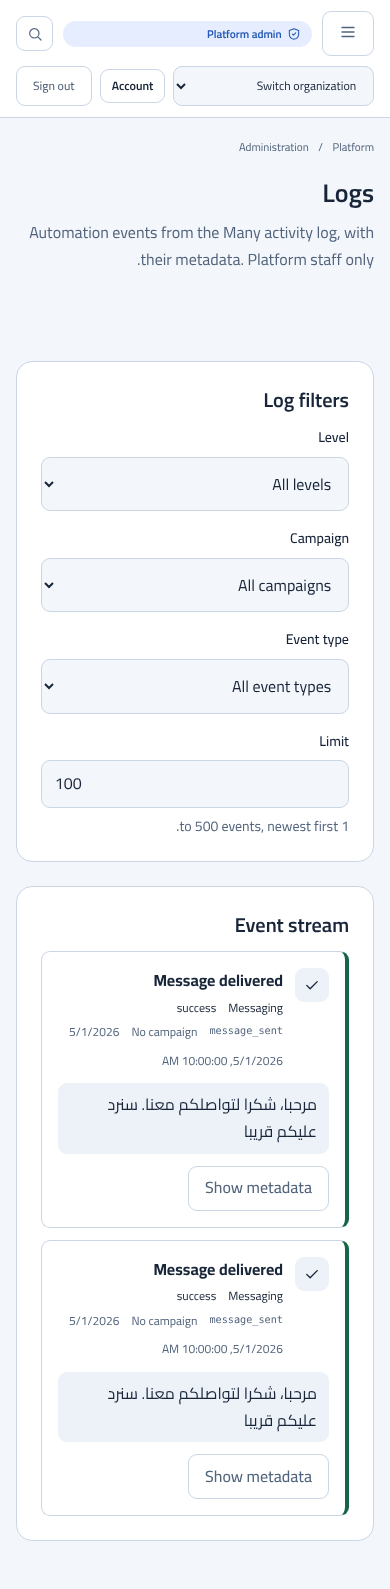 Platform admin
Switch organization
Account
Sign out
Platform / Administration
Logs
Automation events from the Many activity log, with
their metadata. Platform staff only.
Log filters
Level
All levels
Campaign
All campaigns
Event type
All event types
Limit
100
1 to 500 events, newest first.
Event stream
Message delivered
Messaging success
message_sent No campaign 5/1/2026
5/1/2026, 10:00:00 AM
مرحبا، شكرا لتواصلكم معنا. سنرد
عليكم قريبا
Show metadata
Message delivered
Messaging success
message_sent No campaign 5/1/2026
5/1/2026, 10:00:00 AM
مرحبا، شكرا لتواصلكم معنا. سنرد
عليكم قريبا
Show metadata